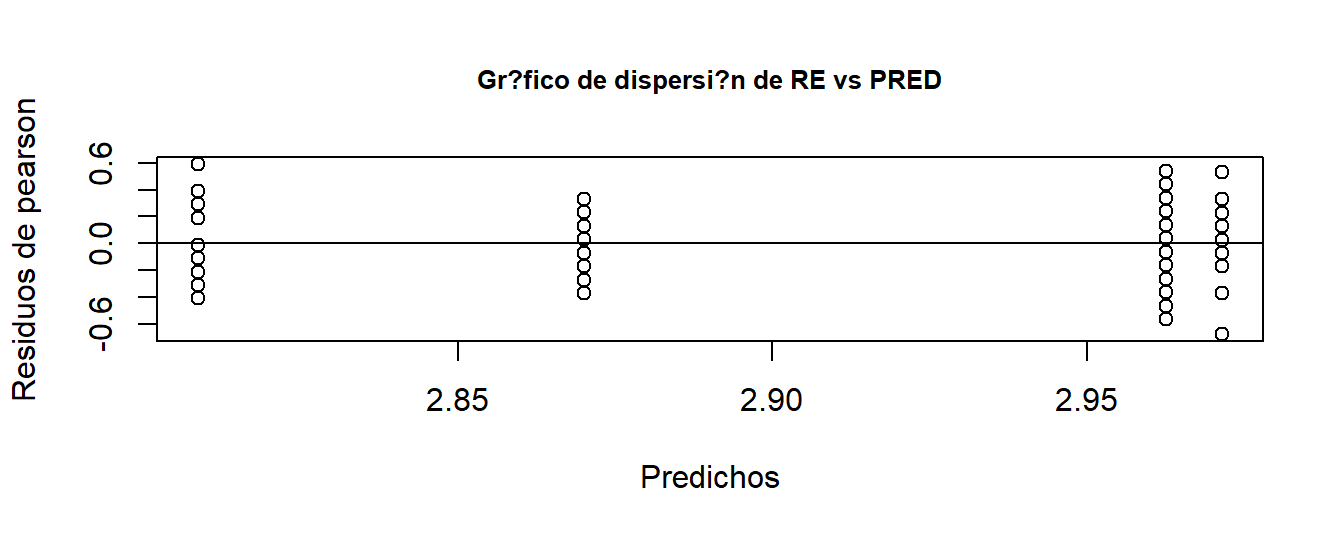 Gr?fico de dispersi?n de RE vs PRED
Residuos de pearson
0.6
0.0
-0.6
2.85 2.90 2.95
Predichos